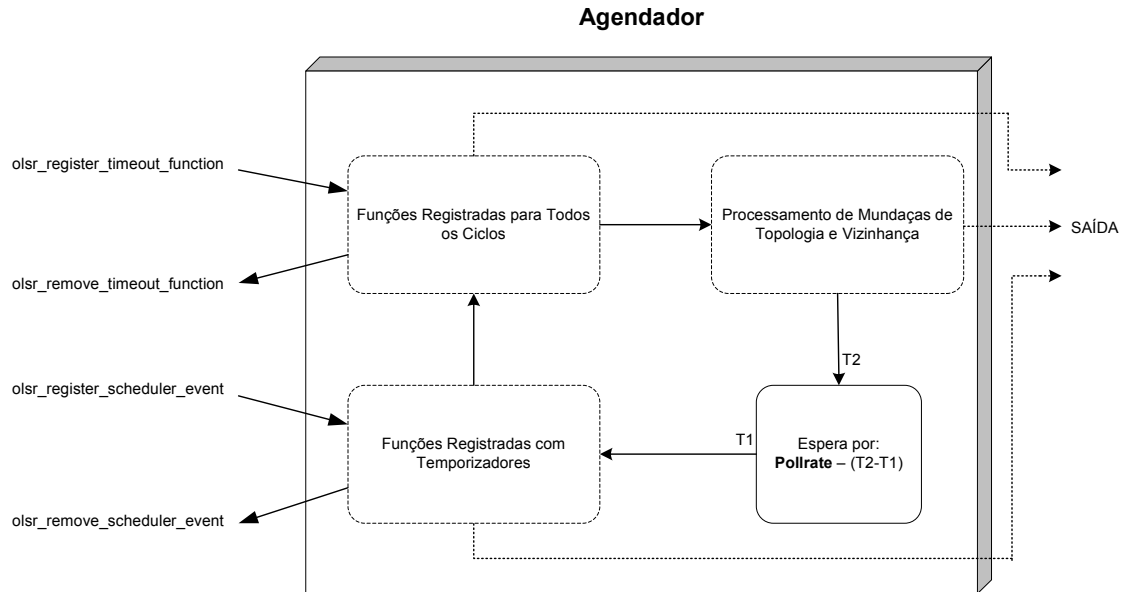 Agendador
olsr_register_timeout_function
olsr_remove_timeout_function
Funções Registradas para Todos
os Ciclos
Processamento de Mundaças de
Topologia e Vizinhança
SAÍDA
T2
olsr_register_scheduler_event
olsr_remove_scheduler_event
Funções Registradas com
Temporizadores
T1
Espera por:
Pollrate – (T2-T1)